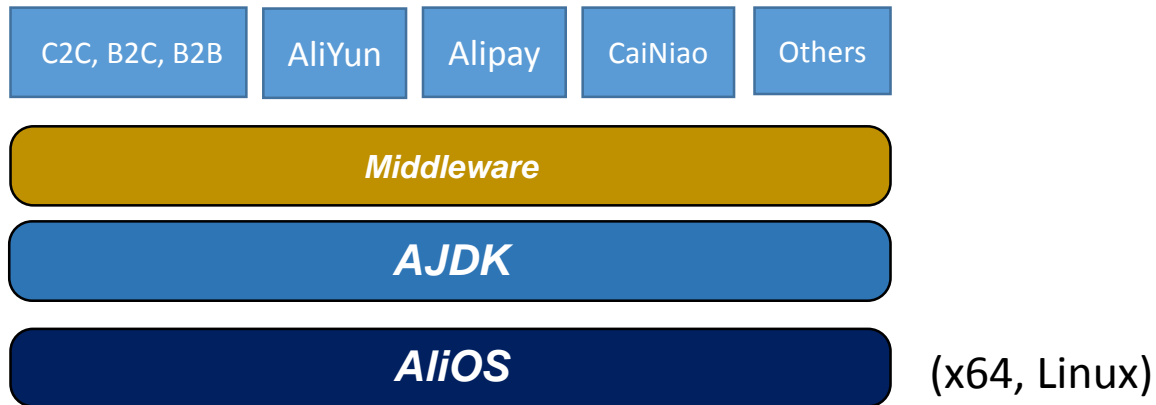 C2C, B2C, B2B
AliYun
Alipay
CaiNiao
Others
Middleware
AJDK
AliOS
(x64, Linux)